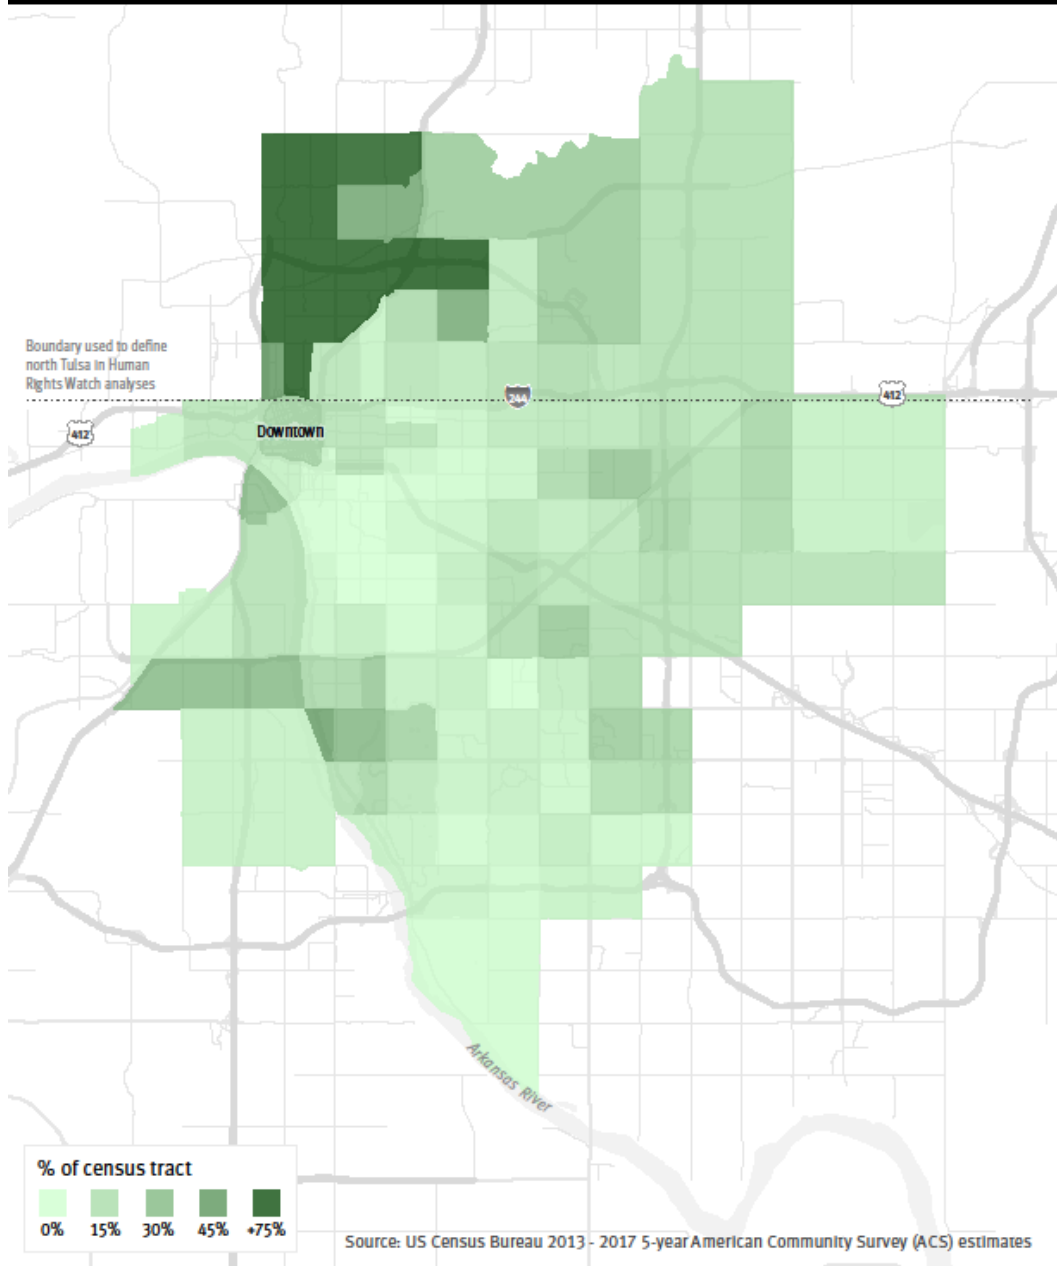 Boundary used to define
north Tulsa in Human
Rights Watch analyses
244
412
412
Downtown
Arkansas River
% of census tract
0% 15% 30% 45% +75%
Source: US Census Bureau 2013 - 2017 5-year American Community Survey (ACS) estimates